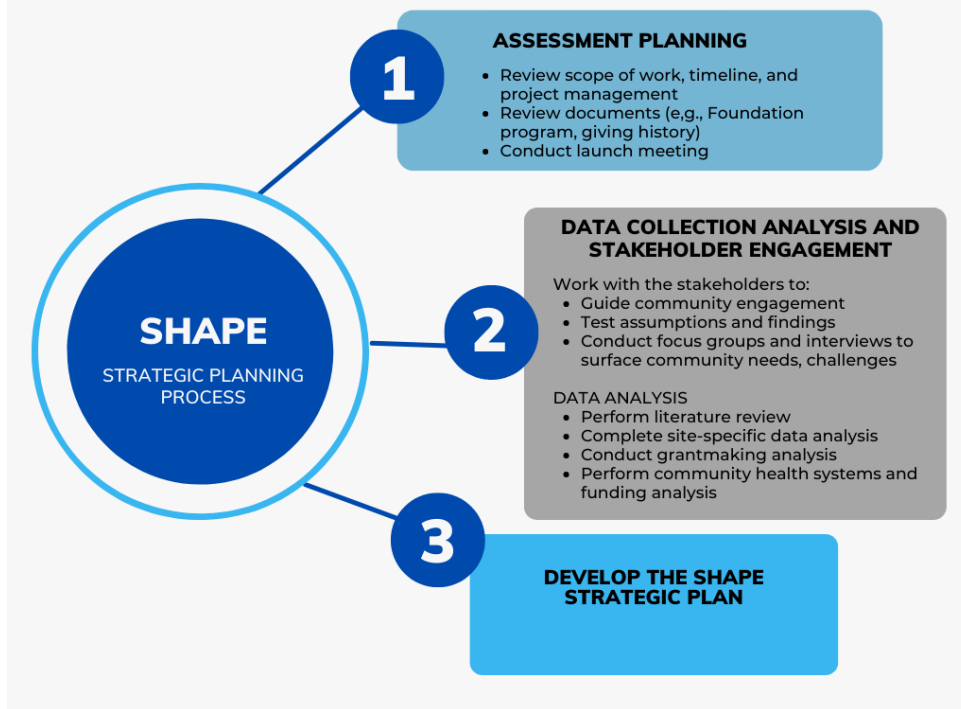 1
ASSESSMENT PLANNING
• Review scope of work, timeline, and
project management
• Review documents (e,g., Foundation
program, giving history)
• Conduct launch meeting
SHAPE
STRATEGIC PLANNING
PROCESS
2
DATA COLLECTION ANALYSIS AND
STAKEHOLDER ENGAGEMENT
Work with the stakeholders to:
• Guide community engagement
• Test assumptions and findings
• Conduct focus groups and interviews to
surface community needs, challenges
DATA ANALYSIS
• Perform literature review
• Complete site-specific data analysis
• Conduct grantmaking analysis
• Perform community health systems and
funding analysis
3
DEVELOP THE SHAPE
STRATEGIC PLAN